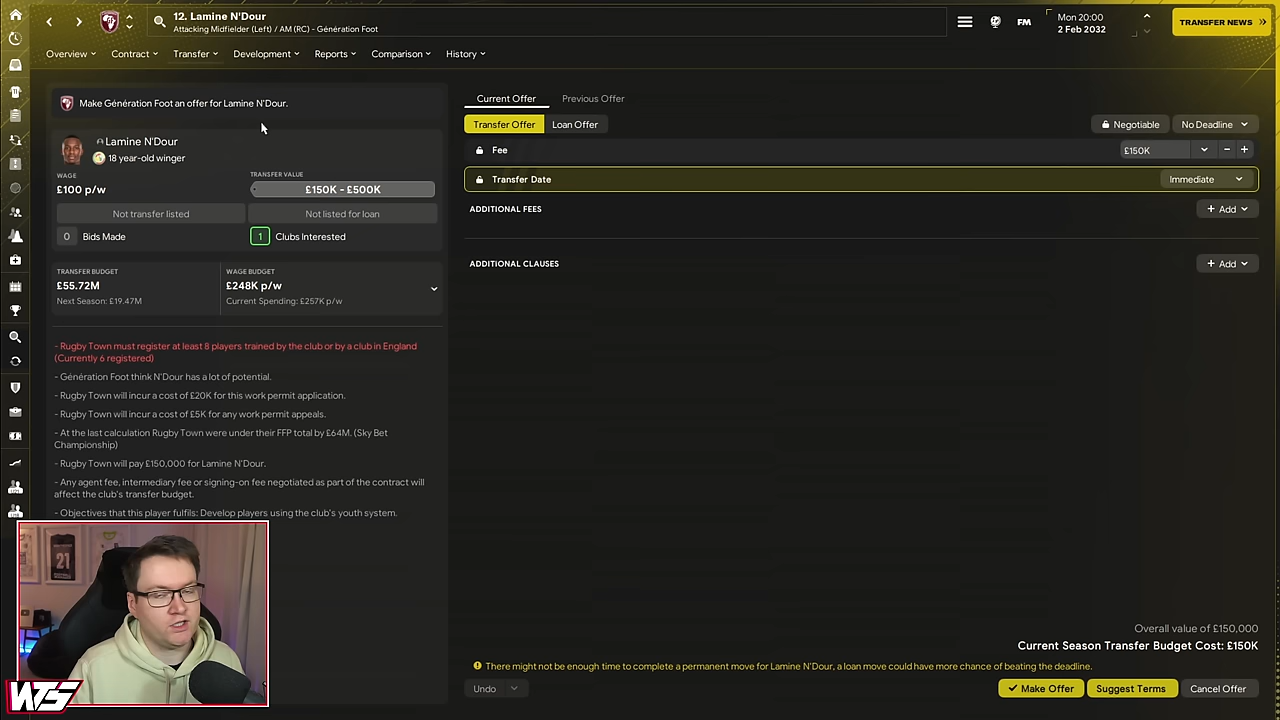 12. Lamine N'Dour
Attacking Midfielder (Left) / AM (RC) - Génération Foot
FM
Mon 20:00
2 Feb 2032
TRANSFER NEWS
Overview
Contract
Transfer
Development
Reports
Comparison
History
Make Génération Foot an offer for Lamine N'Dour.
Lamine N'Dour
18 year-old winger
WAGE
£100 p/w
TRANSFER VALUE
£150K - £500K
Not transfer listed
Not listed for loan
0 Bids Made
1 Clubs Interested
TRANSFER BUDGET
£55.72M
Next Season: £19.47M
WAGE BUDGET
£248K p/w
Current Spending: £257K p/w
- Rugby Town must register at least 8 players trained by the club or by a club in England
(Currently 6 registered)
- Génération Foot think N'Dour has a lot of potential.
- Rugby Town will incur a cost of £20K for this work permit application.
- Rugby Town will incur a cost of £5K for any work permit appeals.
- At the last calculation Rugby Town were under their FFP total by £64M. (Sky Bet
Championship)
- Rugby Town will pay £150,000 for Lamine N'Dour.
- Any agent fee, intermediary fee or signing-on fee negotiated as part of the contract will
affect the club's transfer budget.
- Objectives that this player fulfils: Develop players using the club's youth system.
Current Offer
Previous Offer
Transfer Offer
Loan Offer
Negotiable
No Deadline
Fee
£150K
Transfer Date
Immediate
ADDITIONAL FEES
+ Add
ADDITIONAL CLAUSES
+ Add
Overall value of £150,000
Current Season Transfer Budget Cost: £150K
There might not be enough time to complete a permanent move for Lamine N'Dour, a loan move could have more chance of beating the deadline.
Undo
Make Offer
Suggest Terms
Cancel Offer
21
WTS